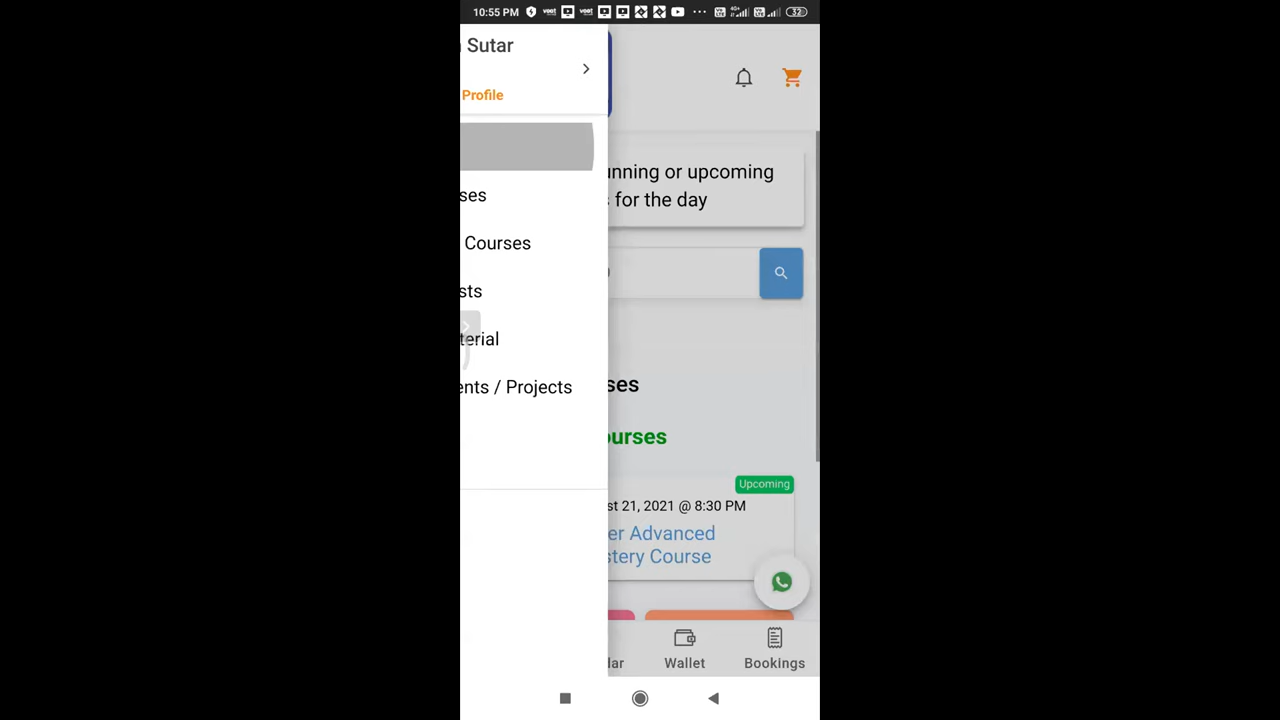 10:55 PM
Sutar
Profile
unning or upcoming
for the day
ses
Courses
sts
terial
ents / Projects
ses
ourses
Upcoming
st 21, 2021 @ 8:30 PM
er Advanced
stery Course
lar
Wallet
Bookings